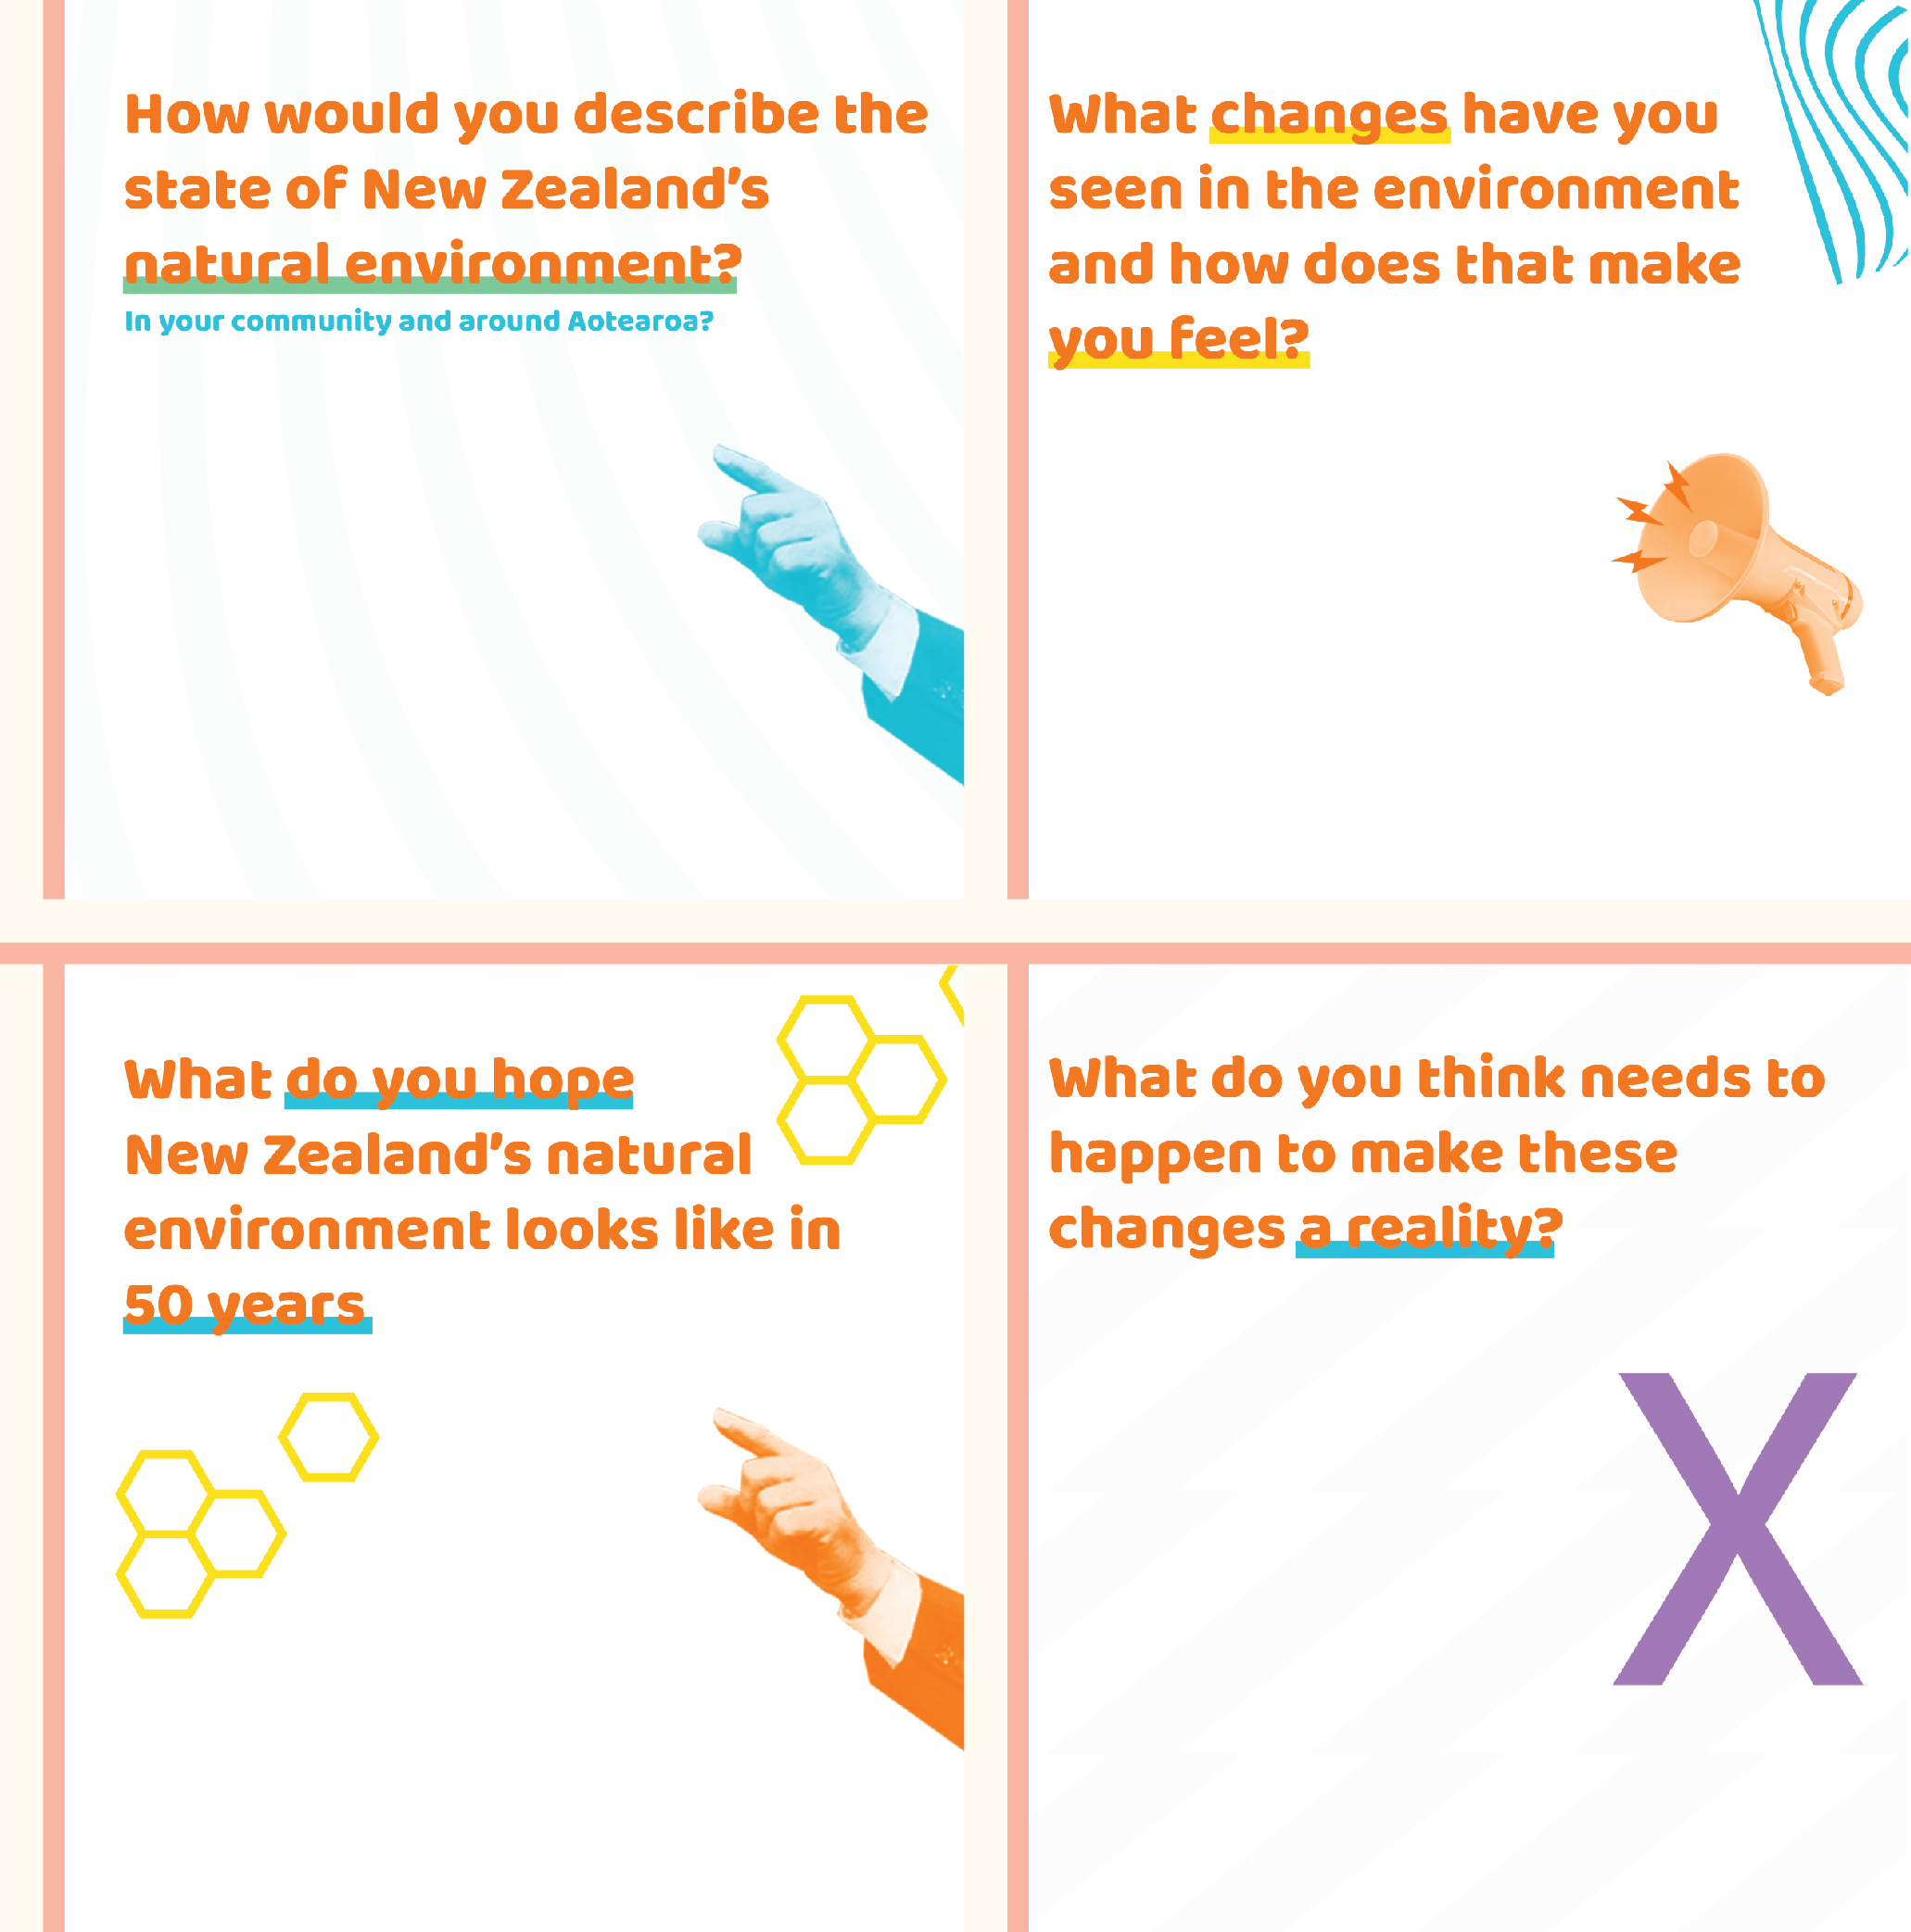 How would you describe the
state of New Zealand's
natural environment?
In your community and around Aotearoa?
What changes have you
seen in the environment
and how does that make
you feel?
What do you hope
New Zealand's natural
environment looks like in
50 years
What do you think needs to
happen to make these
changes a reality?
X